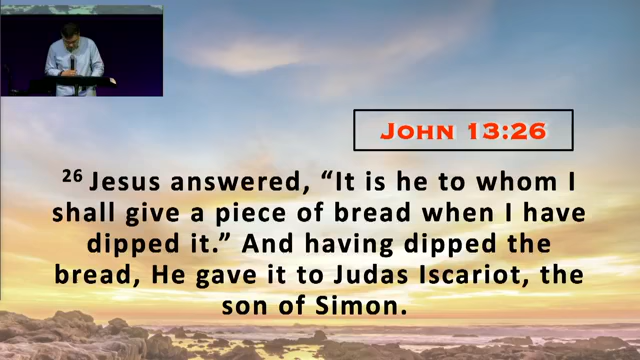 John 13:26
26 Jesus answered, “It is he to whom I
shall give a piece of bread when I have
dipped it.” And having dipped the
bread, He gave it to Judas Iscariot, the
son of Simon.